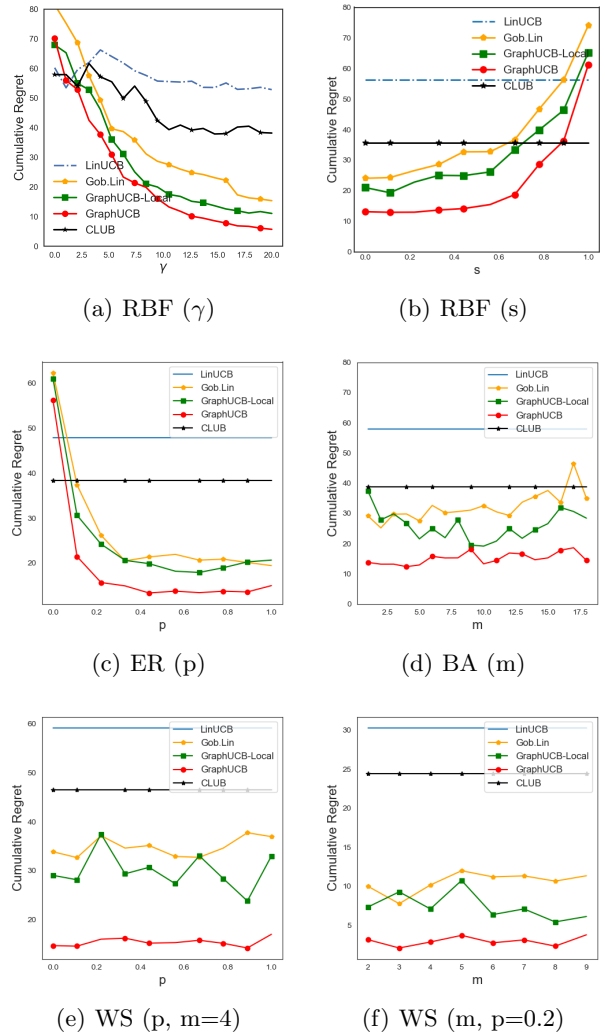 80
70
60
50
40
30
20
10
0
Cumulative Regret
LinUCB
Gob.Lin
GraphUCB-Local
GraphUCB
CLUB
0.0 2.5 5.0 7.5 10.0 12.5 15.0 17.5 20.0
γ
(a) RBF (γ)
80
70
60
50
40
30
20
10
0
Cumulative Regret
LinUCB
Gob.Lin
GraphUCB-Local
GraphUCB
CLUB
0.0 0.2 0.4 0.6 0.8 1.0
s
(b) RBF (s)
60
50
40
30
20
Cumulative Regret
LinUCB
Gob.Lin
GraphUCB-Local
GraphUCB
CLUB
0.0 0.2 0.4 0.6 0.8 1.0
p
(c) ER (p)
80
70
60
50
40
30
20
10
0
Cumulative Regret
LinUCB
Gob.Lin
GraphUCB-Local
GraphUCB
CLUB
2.5 5.0 7.5 10.0 12.5 15.0 17.5
m
(d) BA (m)
60
50
40
30
20
Cumulative Regret
LinUCB
Gob.Lin
GraphUCB-Local
GraphUCB
CLUB
0.0 0.2 0.4 0.6 0.8 1.0
p
(e) WS (p, m=4)
30
25
20
15
10
5
Cumulative Regret
LinUCB
Gob.Lin
GraphUCB-Local
GraphUCB
CLUB
2 3 4 5 6 7 8 9
m
(f) WS (m, p=0.2)